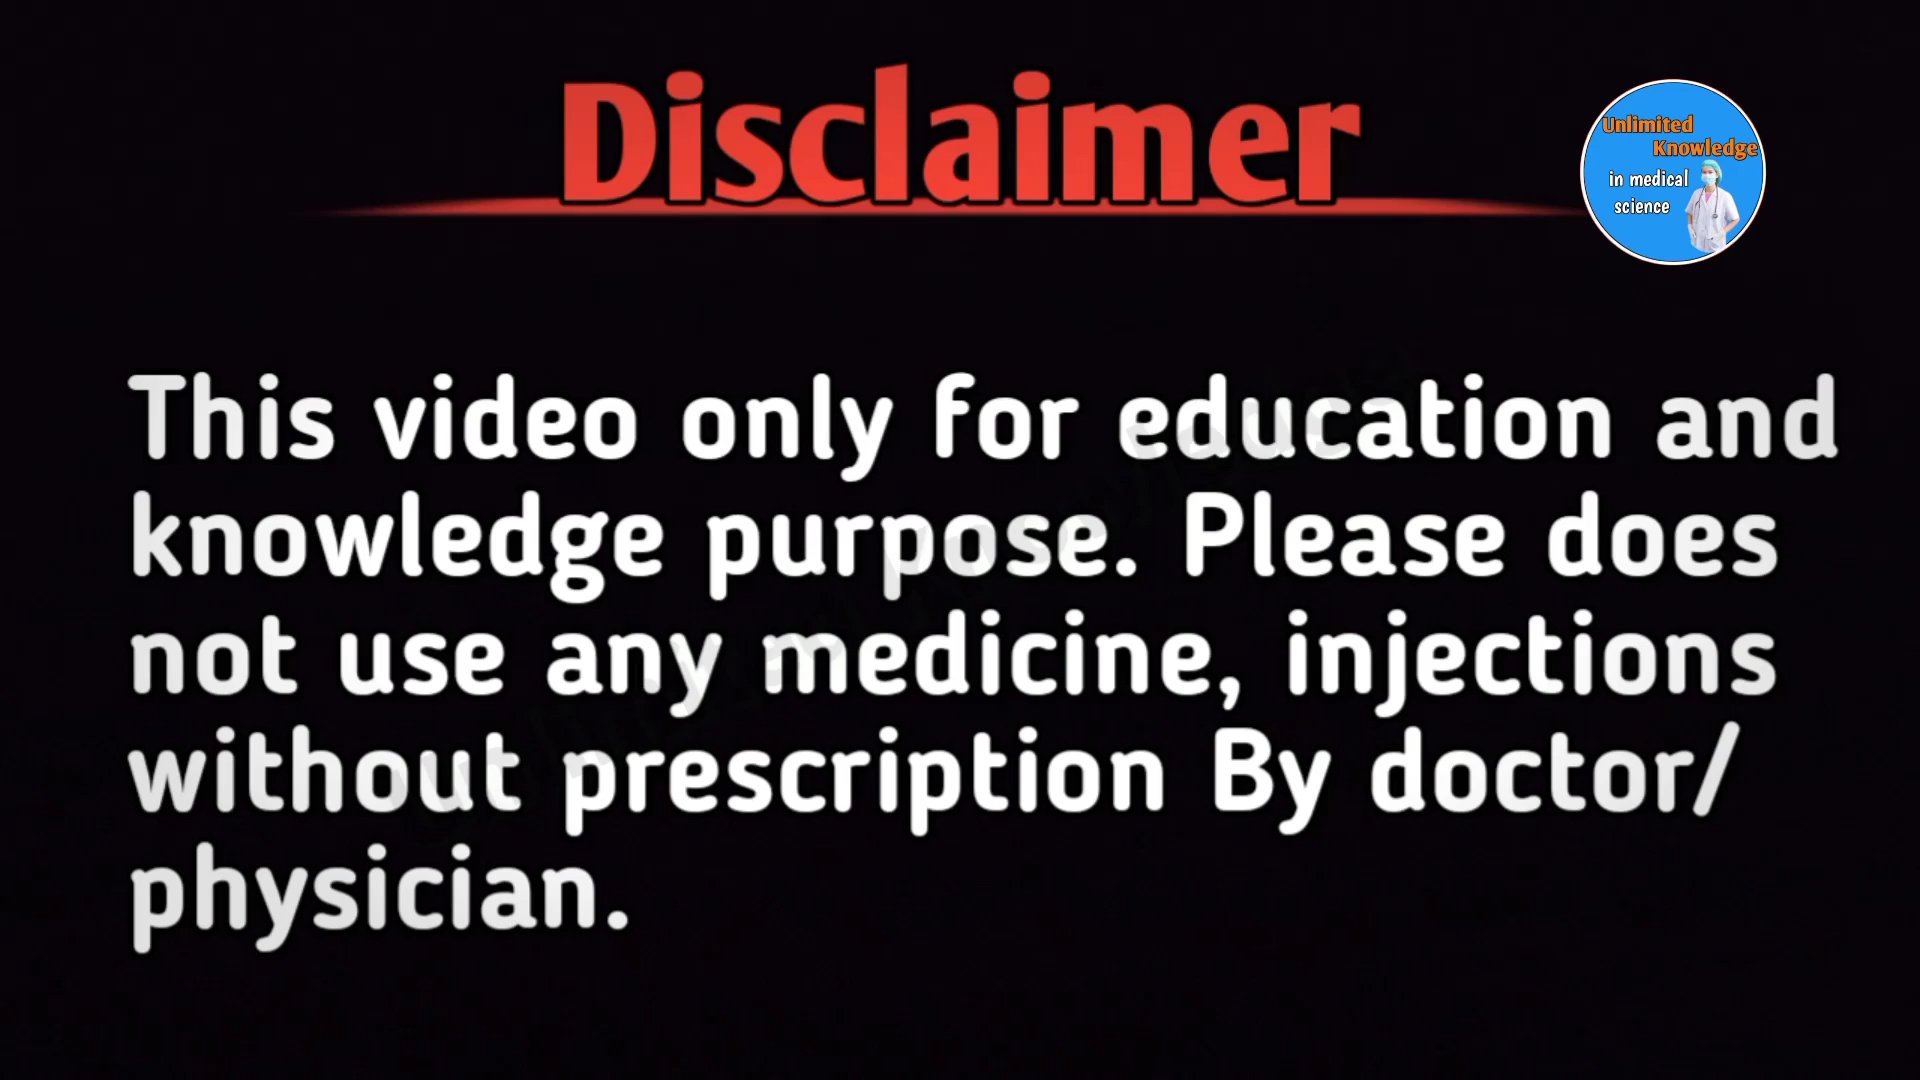 Disclaimer
Unlimited
Knowledge
in medical
science
This video only for education and
knowledge purpose. Please does
not use any medicine, injections
without prescription By doctor/
physician.